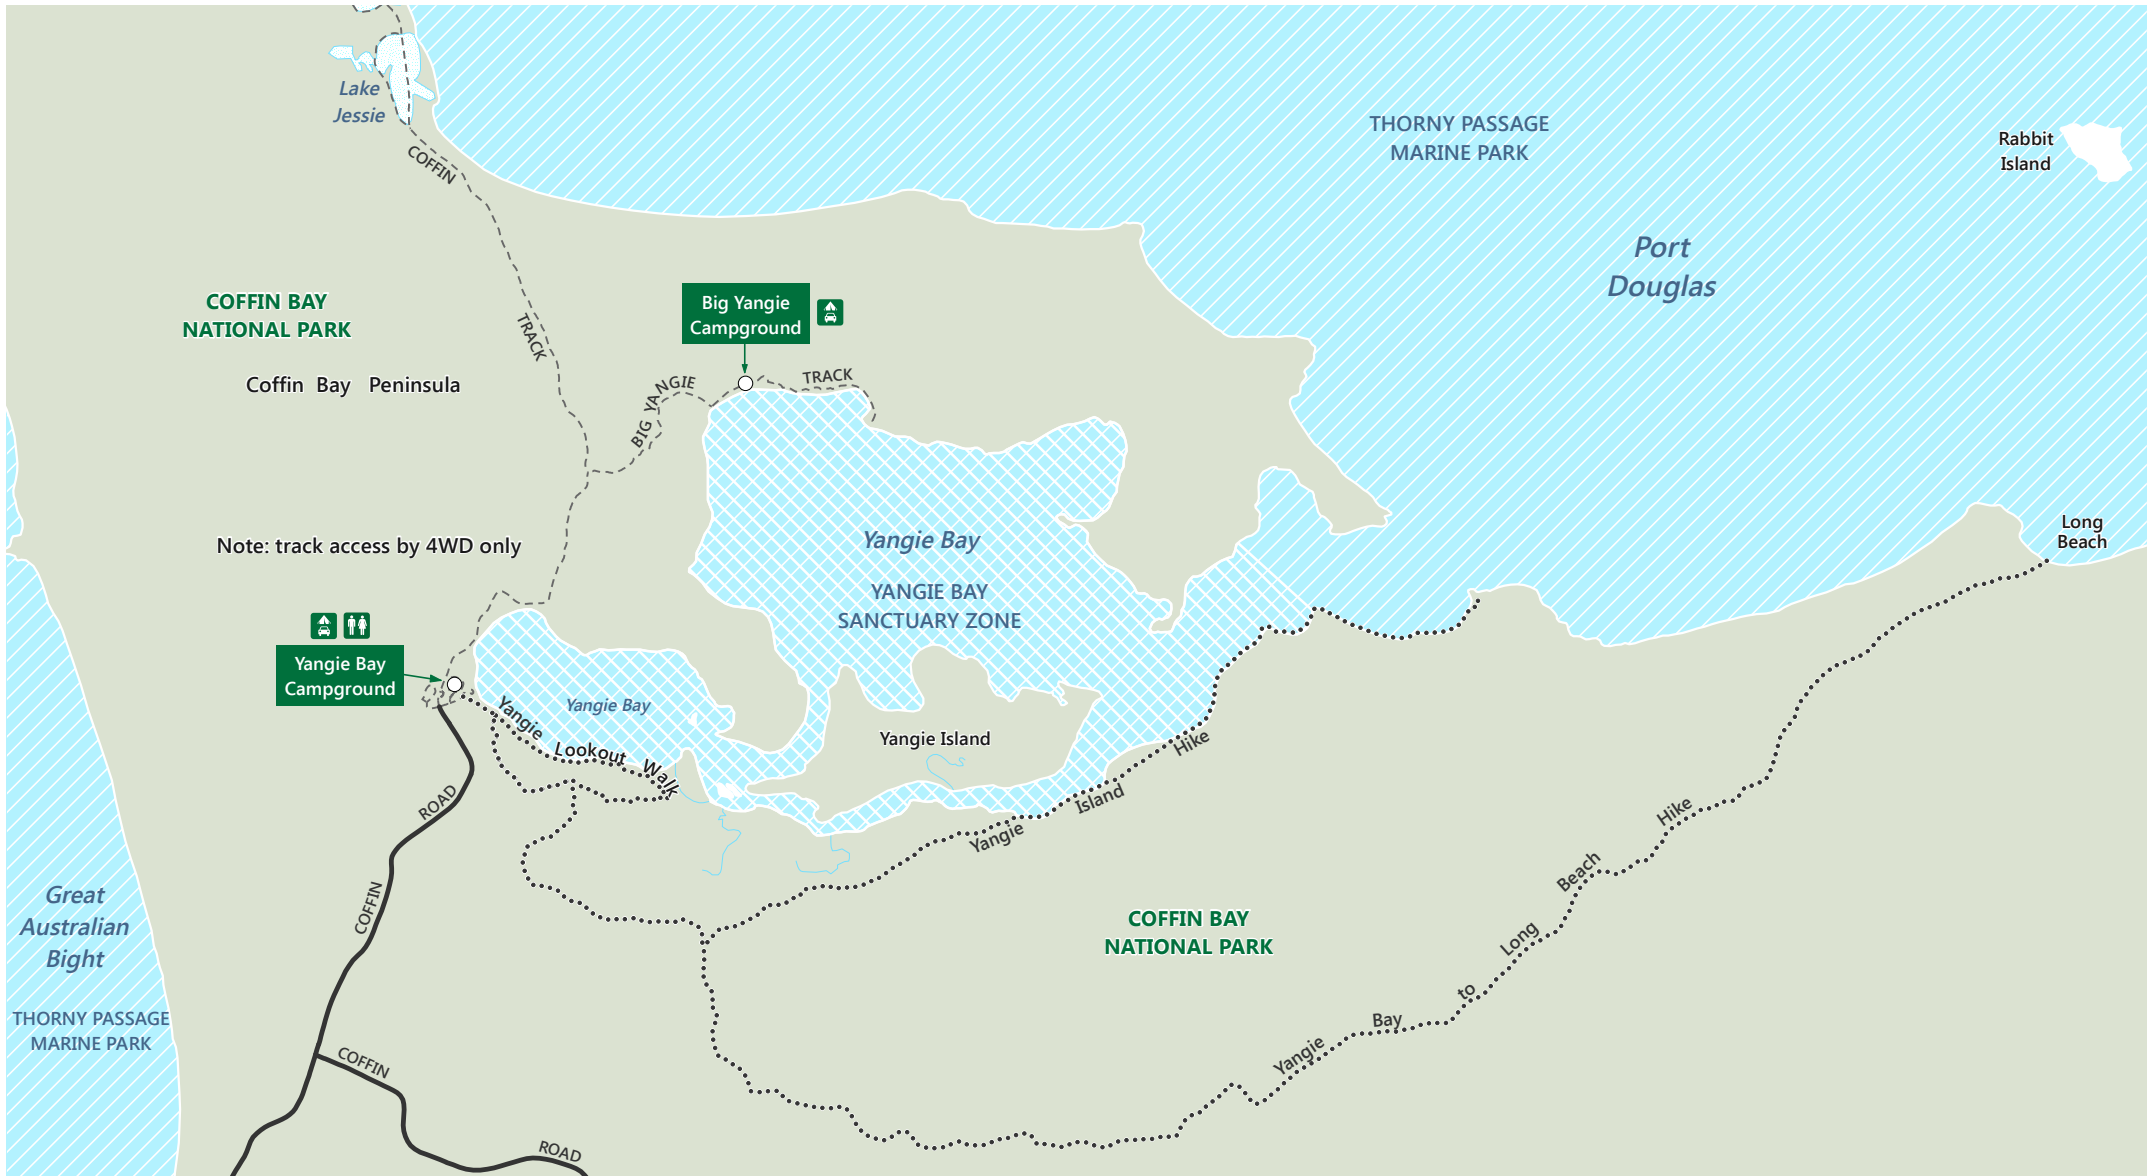 Lake
Jessie
COFFIN
TRACK
THORNY PASSAGE
MARINE PARK
Rabbit
Island
Port
Douglas
COFFIN BAY
NATIONAL PARK
Coffin Bay Peninsula
Big Yangie
Campground
BIG YANGIE
TRACK
Note: track access by 4WD only
Yangie Bay
YANGIE BAY
SANCTUARY ZONE
Long
Beach
Yangie Bay
Campground
Yangie Bay
Yangie Lookout Walk
Yangie Island
Yangie Island Hike
ROAD
COFFIN
Great
Australian
Bight
THORNY PASSAGE
MARINE PARK
COFFIN BAY
NATIONAL PARK
Yangie Bay to Long Beach Hike
COFFIN
ROAD